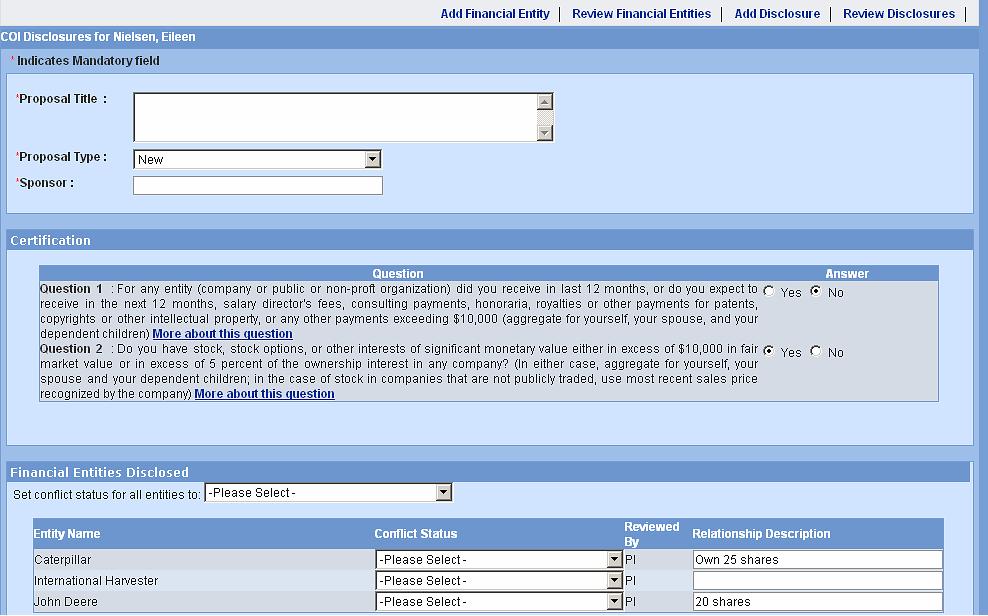 Add Financial Entity | Review Financial Entities | Add Disclosure | Review Disclosures |
COI Disclosures for Nielsen, Eileen
* Indicates Mandatory field
*Proposal Title :
*Proposal Type : New
*Sponsor :
Certification
Question Answer
Question 1 : For any entity (company or public or non-proft organization) did you receive in last 12 months, or do you expect to Yes No
receive in the next 12 months, salary director's fees, consulting payments, honoraria, royalties or other payments for patents,
copyrights or other intellectual property, or any other payments exceeding $10,000 (aggregate for yourself, your spouse, and your
dependent children) More about this question
Question 2 : Do you have stock, stock options, or other interests of significant monetary value either in excess of $10,000 in fair Yes No
market value or in excess of 5 percent of the ownership interest in any company? (In either case, aggregate for yourself, your
spouse and your dependent children; in the case of stock in companies that are not publicly traded, use most recent sales price
recognized by the company) More about this question
Financial Entities Disclosed
Set conflict status for all entities to: -Please Select-
Entity Name Conflict Status Reviewed By Relationship Description
Caterpillar -Please Select- PI Own 25 shares
International Harvester -Please Select- PI
John Deere -Please Select- PI 20 shares